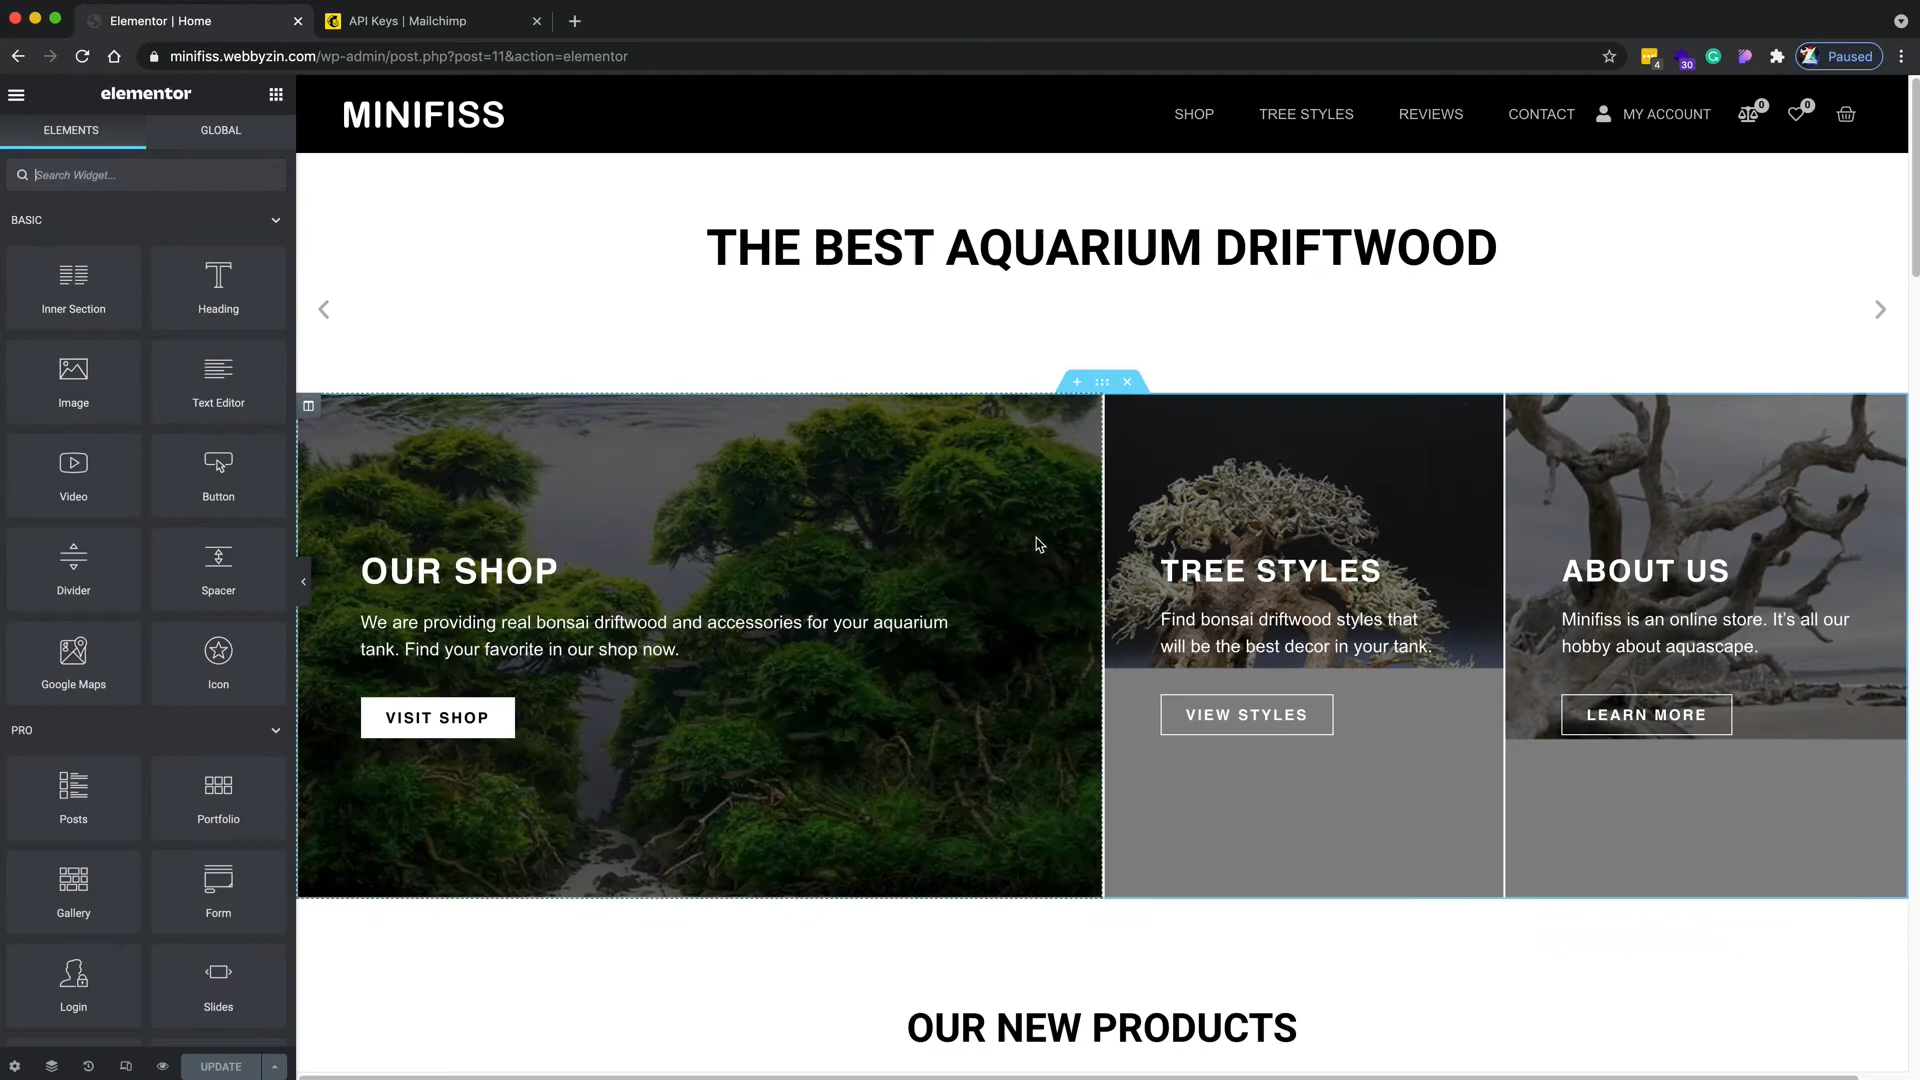 Elementor | Home
API Keys | Mailchimp
minifiss.webbyzin.com/wp-admin/post.php?post=11&action=elementor
4
30
Paused
elementor
ELEMENTS
GLOBAL
Search Widget...
BASIC
Inner Section
Heading
Image
Text Editor
Video
Button
Divider
Spacer
Google Maps
Icon
PRO
Posts
Portfolio
Gallery
Form
Login
Slides
UPDATE
MINIFISS
SHOP
TREE STYLES
REVIEWS
CONTACT
MY ACCOUNT
0
0
THE BEST AQUARIUM DRIFTWOOD
OUR SHOP
We are providing real bonsai driftwood and accessories for your aquarium
tank. Find your favorite in our shop now.
VISIT SHOP
TREE STYLES
Find bonsai driftwood styles that
will be the best decor in your tank.
VIEW STYLES
ABOUT US
Minifiss is an online store. It's all our
hobby about aquascape.
LEARN MORE
OUR NEW PRODUCTS